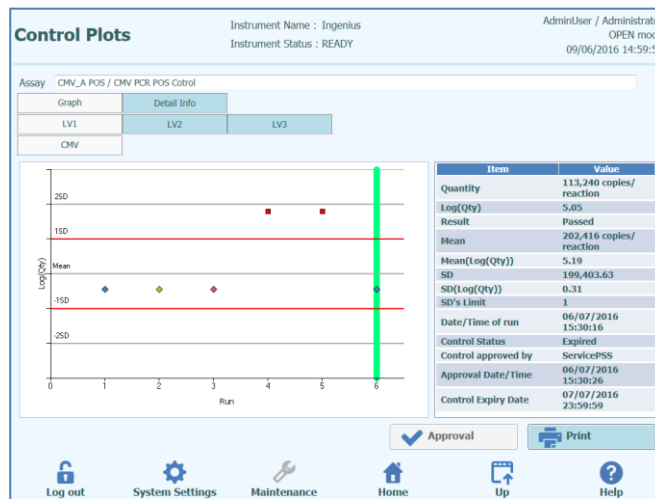 Control Plots
Instrument Name : Ingenius
Instrument Status : READY
AdminUser / Administrato
OPEN mod
09/06/2016 14:59:5
Assay CMV_A POS / CMV PCR POS Cotrol
Graph Detail Info
LV1 LV2 LV3
CMV
Log(Qty)
2SD
1SD
Mean
-1SD
-2SD
0 1 2 3 4 5 6
Run
Item Value
Quantity 113,240 copies/
reaction
Log(Qty) 5.05
Result Passed
Mean 202,416 copies/
reaction
Mean(Log(Qty)) 5.19
SD 199,403.63
SD(Log(Qty)) 0.31
SD's Limit 1
Date/Time of run 06/07/2016
15:30:16
Control Status Expired
Control approved by ServicePSS
Approval Date/Time 06/07/2016
15:30:26
Control Expiry Date 07/07/2016
23:59:59
Approval Print
Log out System Settings Maintenance Home Up Help